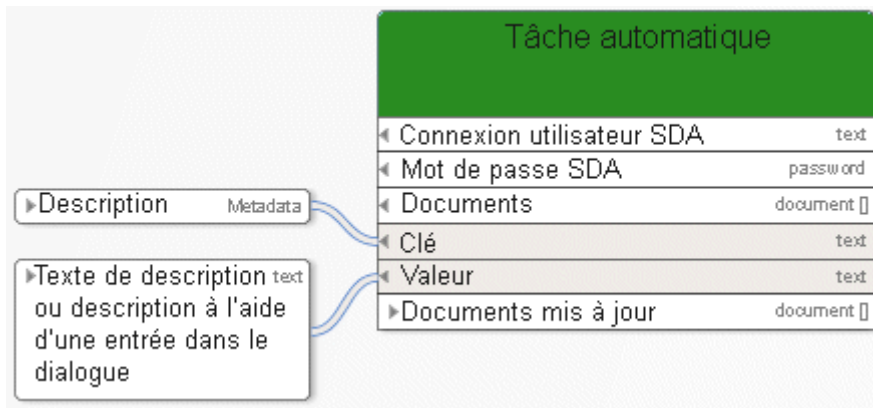 Tâche automatique
Connexion utilisateur SDA text
Mot de passe SDA password
Description Metadata
Documents document []
Clé text
Texte de description text
ou description à l'aide
d'une entrée dans le
dialogue
Valeur text
Documents mis à jour document []